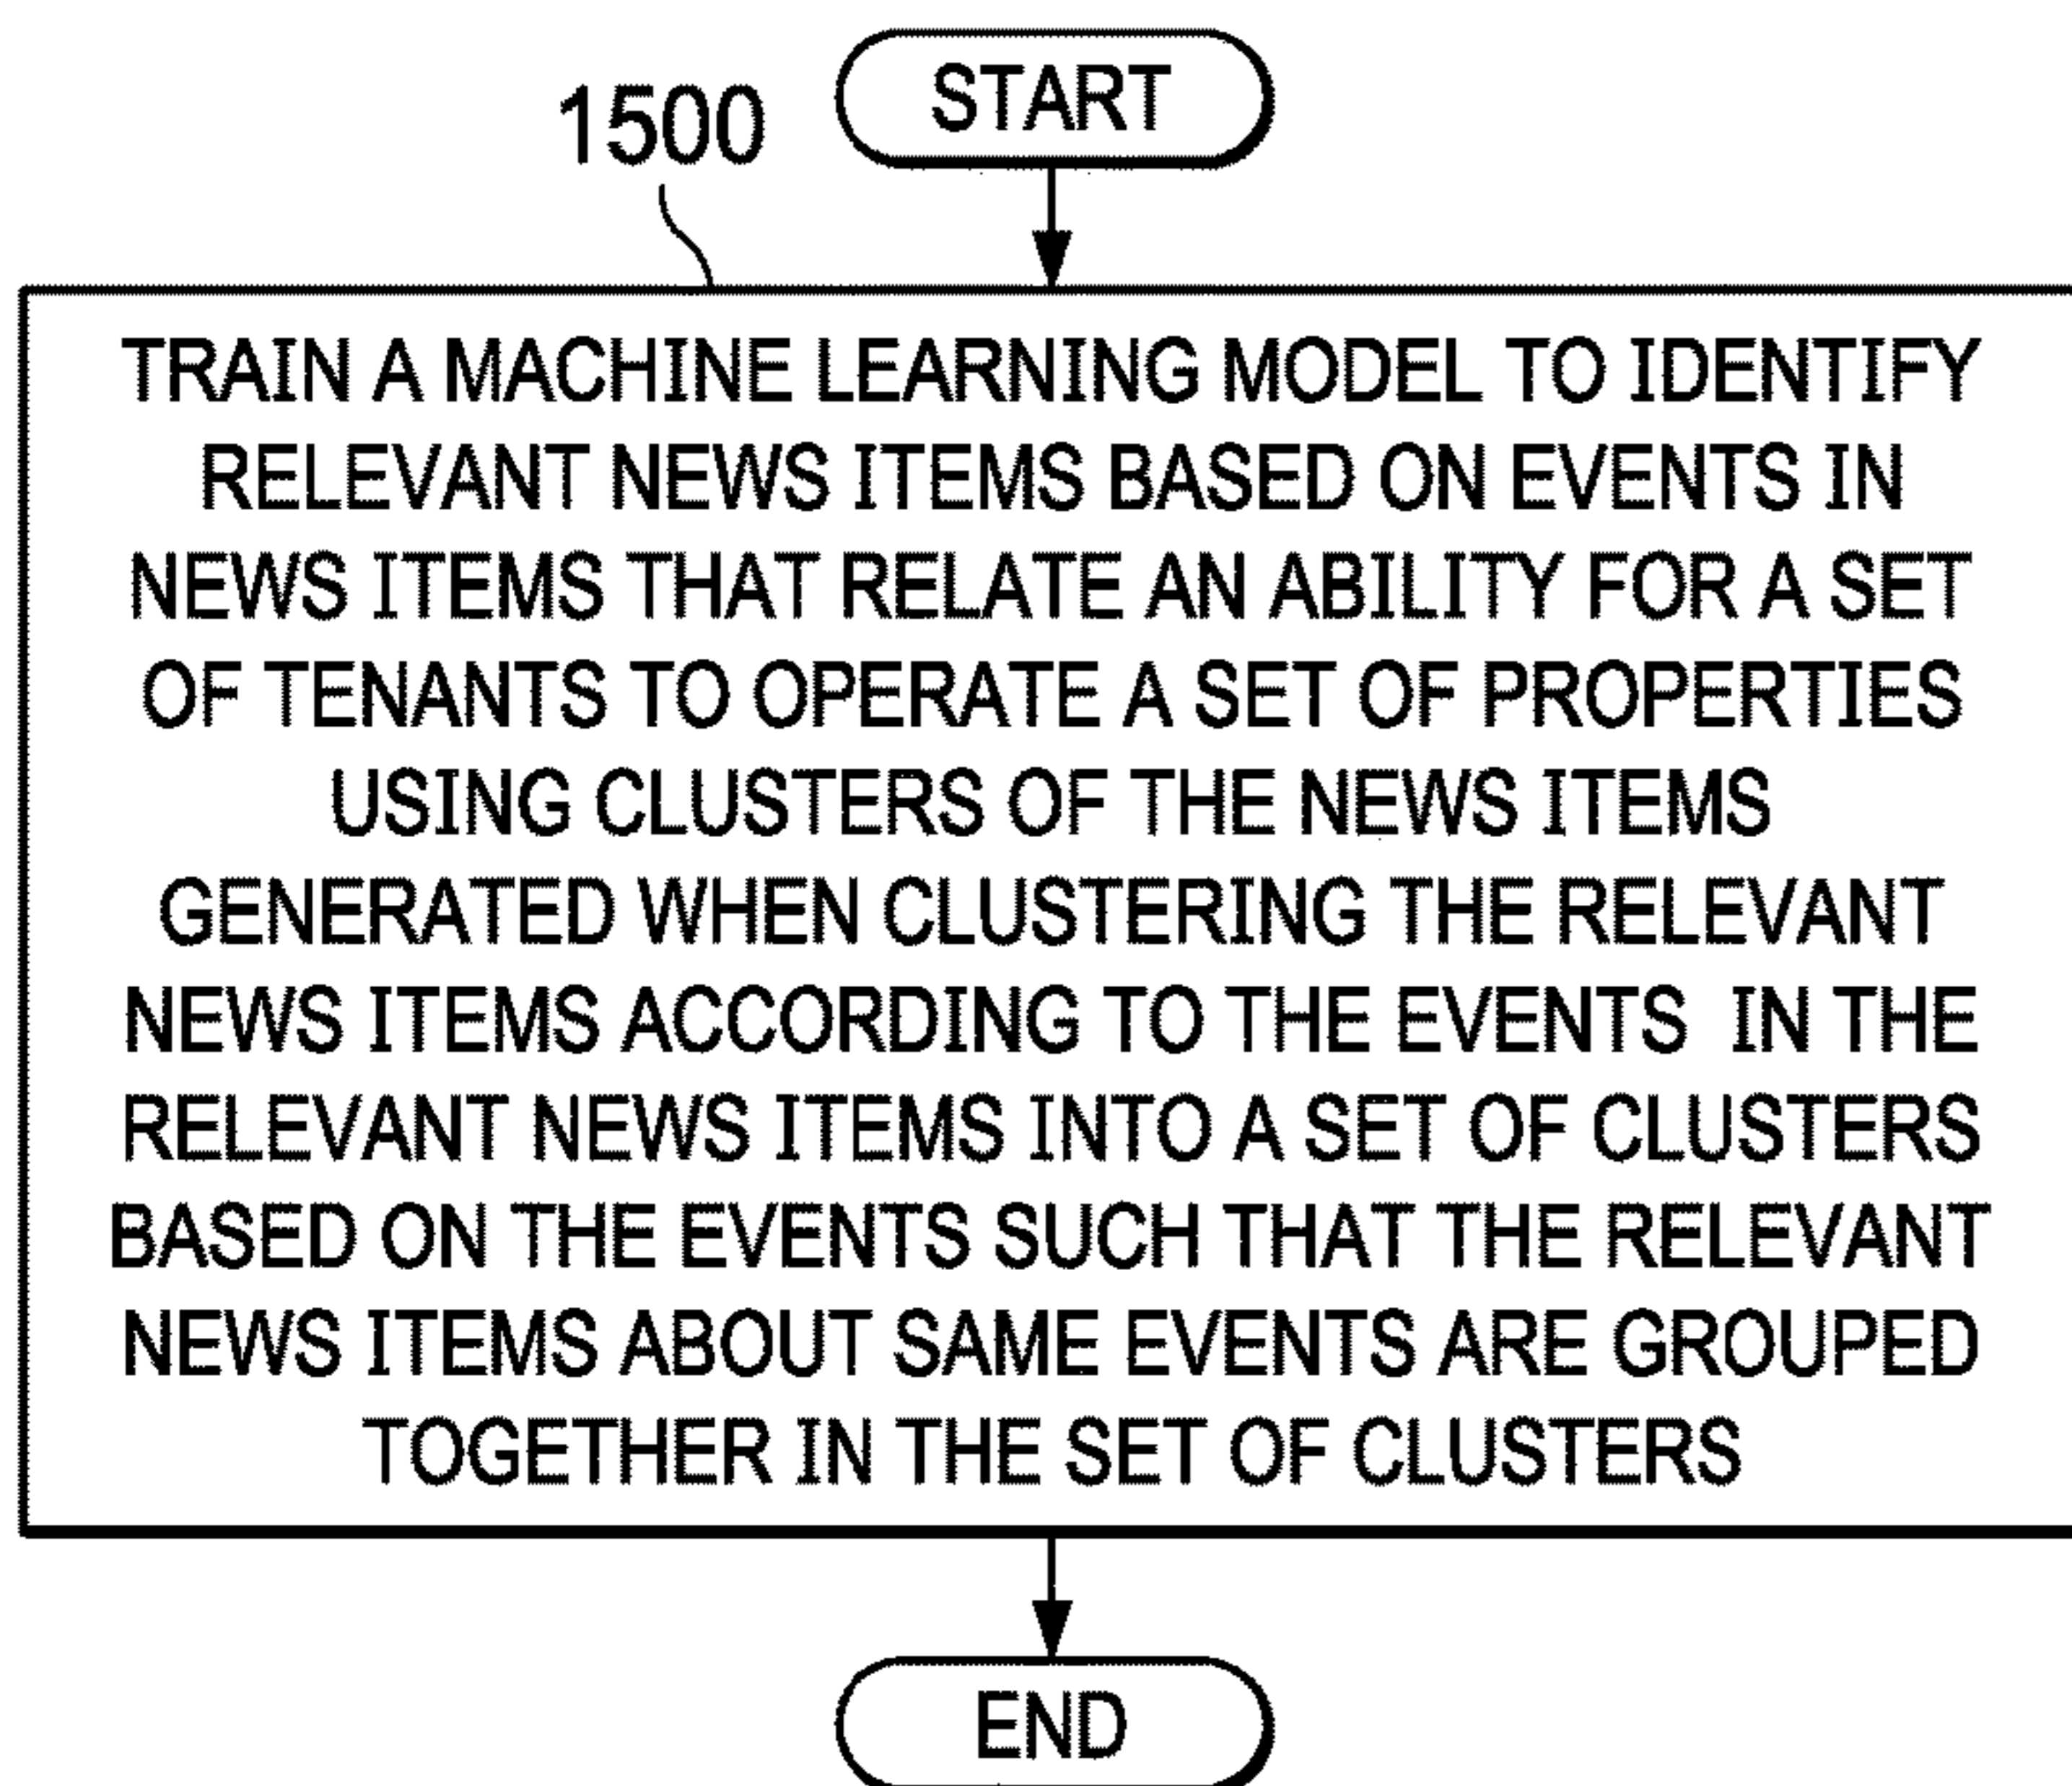 START
1500
TRAIN A MACHINE LEARNING MODEL TO IDENTIFY
RELEVANT NEWS ITEMS BASED ON EVENTS IN
NEWS ITEMS THAT RELATE AN ABILITY FOR A SET
OF TENANTS TO OPERATE A SET OF PROPERTIES
USING CLUSTERS OF THE NEWS ITEMS
GENERATED WHEN CLUSTERING THE RELEVANT
NEWS ITEMS ACCORDING TO THE EVENTS IN THE
RELEVANT NEWS ITEMS INTO A SET OF CLUSTERS
BASED ON THE EVENTS SUCH THAT THE RELEVANT
NEWS ITEMS ABOUT SAME EVENTS ARE GROUPED
TOGETHER IN THE SET OF CLUSTERS
END